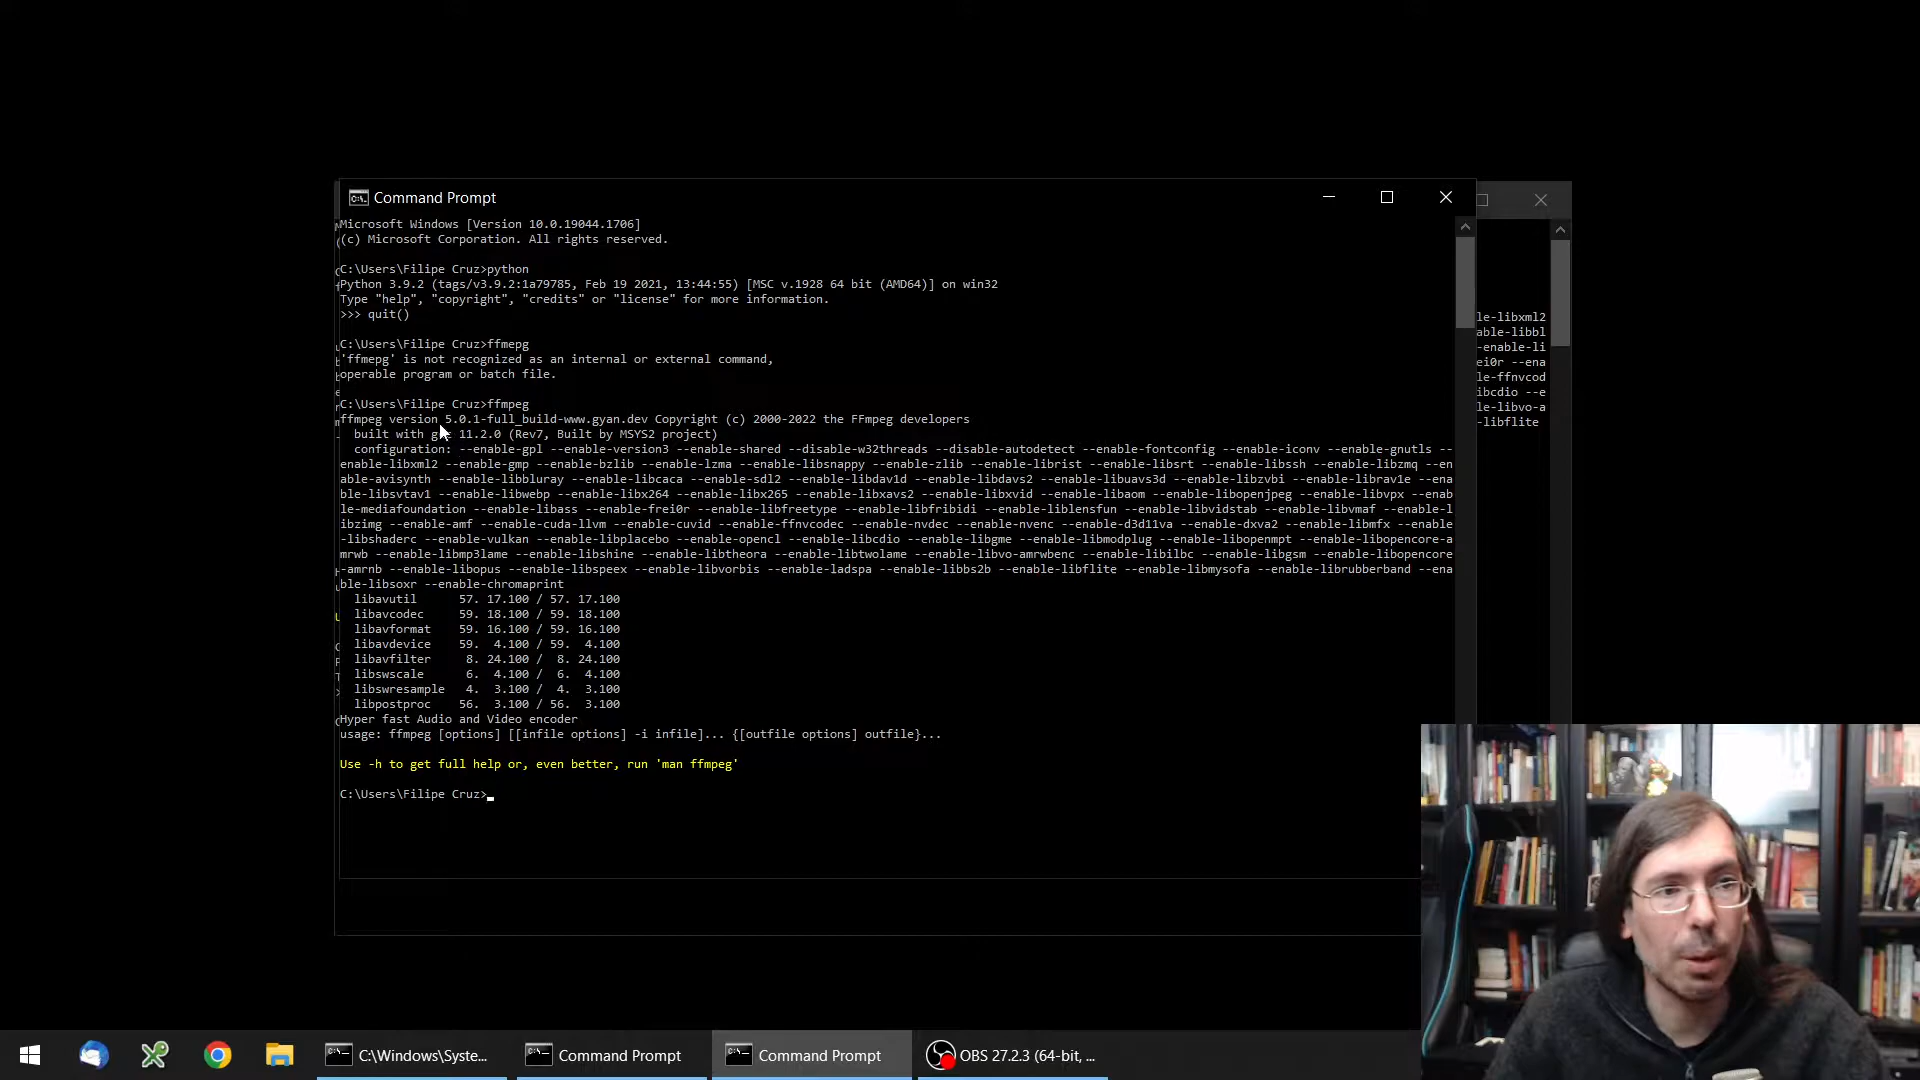 Command Prompt
Microsoft Windows [Version 10.0.19044.1706]
(c) Microsoft Corporation. All rights reserved.
C:\Users\Filipe Cruz>python
Python 3.9.2 (tags/v3.9.2:1a79785, Feb 19 2021, 13:44:55) [MSC v.1928 64 bit (AMD64)] on win32
Type "help", "copyright", "credits" or "license" for more information.
>>> quit()
C:\Users\Filipe Cruz>ffmepg
'ffmepg' is not recognized as an internal or external command,
operable program or batch file.
C:\Users\Filipe Cruz>ffmpeg
ffmpeg version 5.0.1-full_build-www.gyan.dev Copyright (c) 2000-2022 the FFmpeg developers
built with gcc 11.2.0 (Rev7, Built by MSYS2 project)
configuration: --enable-gpl --enable-version3 --enable-shared --disable-w32threads --disable-autodetect --enable-fontconfig --enable-iconv --enable-gnutls --
enable-libxml2 --enable-gmp --enable-bzlib --enable-lzma --enable-libsnappy --enable-zlib --enable-librist --enable-libsrt --enable-libssh --enable-libzmq --en
able-avisynth --enable-libbluray --enable-libcaca --enable-sdl2 --enable-libdav1d --enable-libdavs2 --enable-libuavs3d --enable-libzvbi --enable-librav1e --ena
ble-libsvtav1 --enable-libwebp --enable-libx264 --enable-libx265 --enable-libxavs2 --enable-libxvid --enable-libaom --enable-libopenjpeg --enable-libvpx --enab
le-mediafoundation --enable-libass --enable-frei0r --enable-libfreetype --enable-libfribidi --enable-liblensfun --enable-libvidstab --enable-libvmaf --enable-l
ibzimg --enable-amf --enable-cuda-llvm --enable-cuvid --enable-ffnvcodec --enable-nvdec --enable-nvenc --enable-d3d11va --enable-dxva2 --enable-libmfx --enable
-libshaderc --enable-vulkan --enable-libplacebo --enable-opencl --enable-libcdio --enable-libgme --enable-libmodplug --enable-libopenmpt --enable-libopencore-a
mrwb --enable-libmp3lame --enable-libshine --enable-libtheora --enable-libtwolame --enable-libvo-amrwbenc --enable-libilbc --enable-libgsm --enable-libopencore
-amrnb --enable-libopus --enable-libspeex --enable-libvorbis --enable-ladspa --enable-libbs2b --enable-libflite --enable-libmysofa --enable-librubberband --ena
ble-libsoxr --enable-chromaprint
libavutil 57. 17.100 / 57. 17.100
libavcodec 59. 18.100 / 59. 18.100
libavformat 59. 16.100 / 59. 16.100
libavdevice 59. 4.100 / 59. 4.100
libavfilter 8. 24.100 / 8. 24.100
libswscale 6. 4.100 / 6. 4.100
libswresample 4. 3.100 / 4. 3.100
libpostproc 56. 3.100 / 56. 3.100
Hyper fast Audio and Video encoder
usage: ffmpeg [options] [[infile options] -i infile]... {[outfile options] outfile}...
Use -h to get full help or, even better, run 'man ffmpeg'
C:\Users\Filipe Cruz>
le-libxml2
able-libbl
-enable-li
ei0r --ena
le-ffnvcod
ibcdio --e
le-libvo-a
-libflite
C:\Windows\Syste...
Command Prompt
Command Prompt
OBS 27.2.3 (64-bit, ...